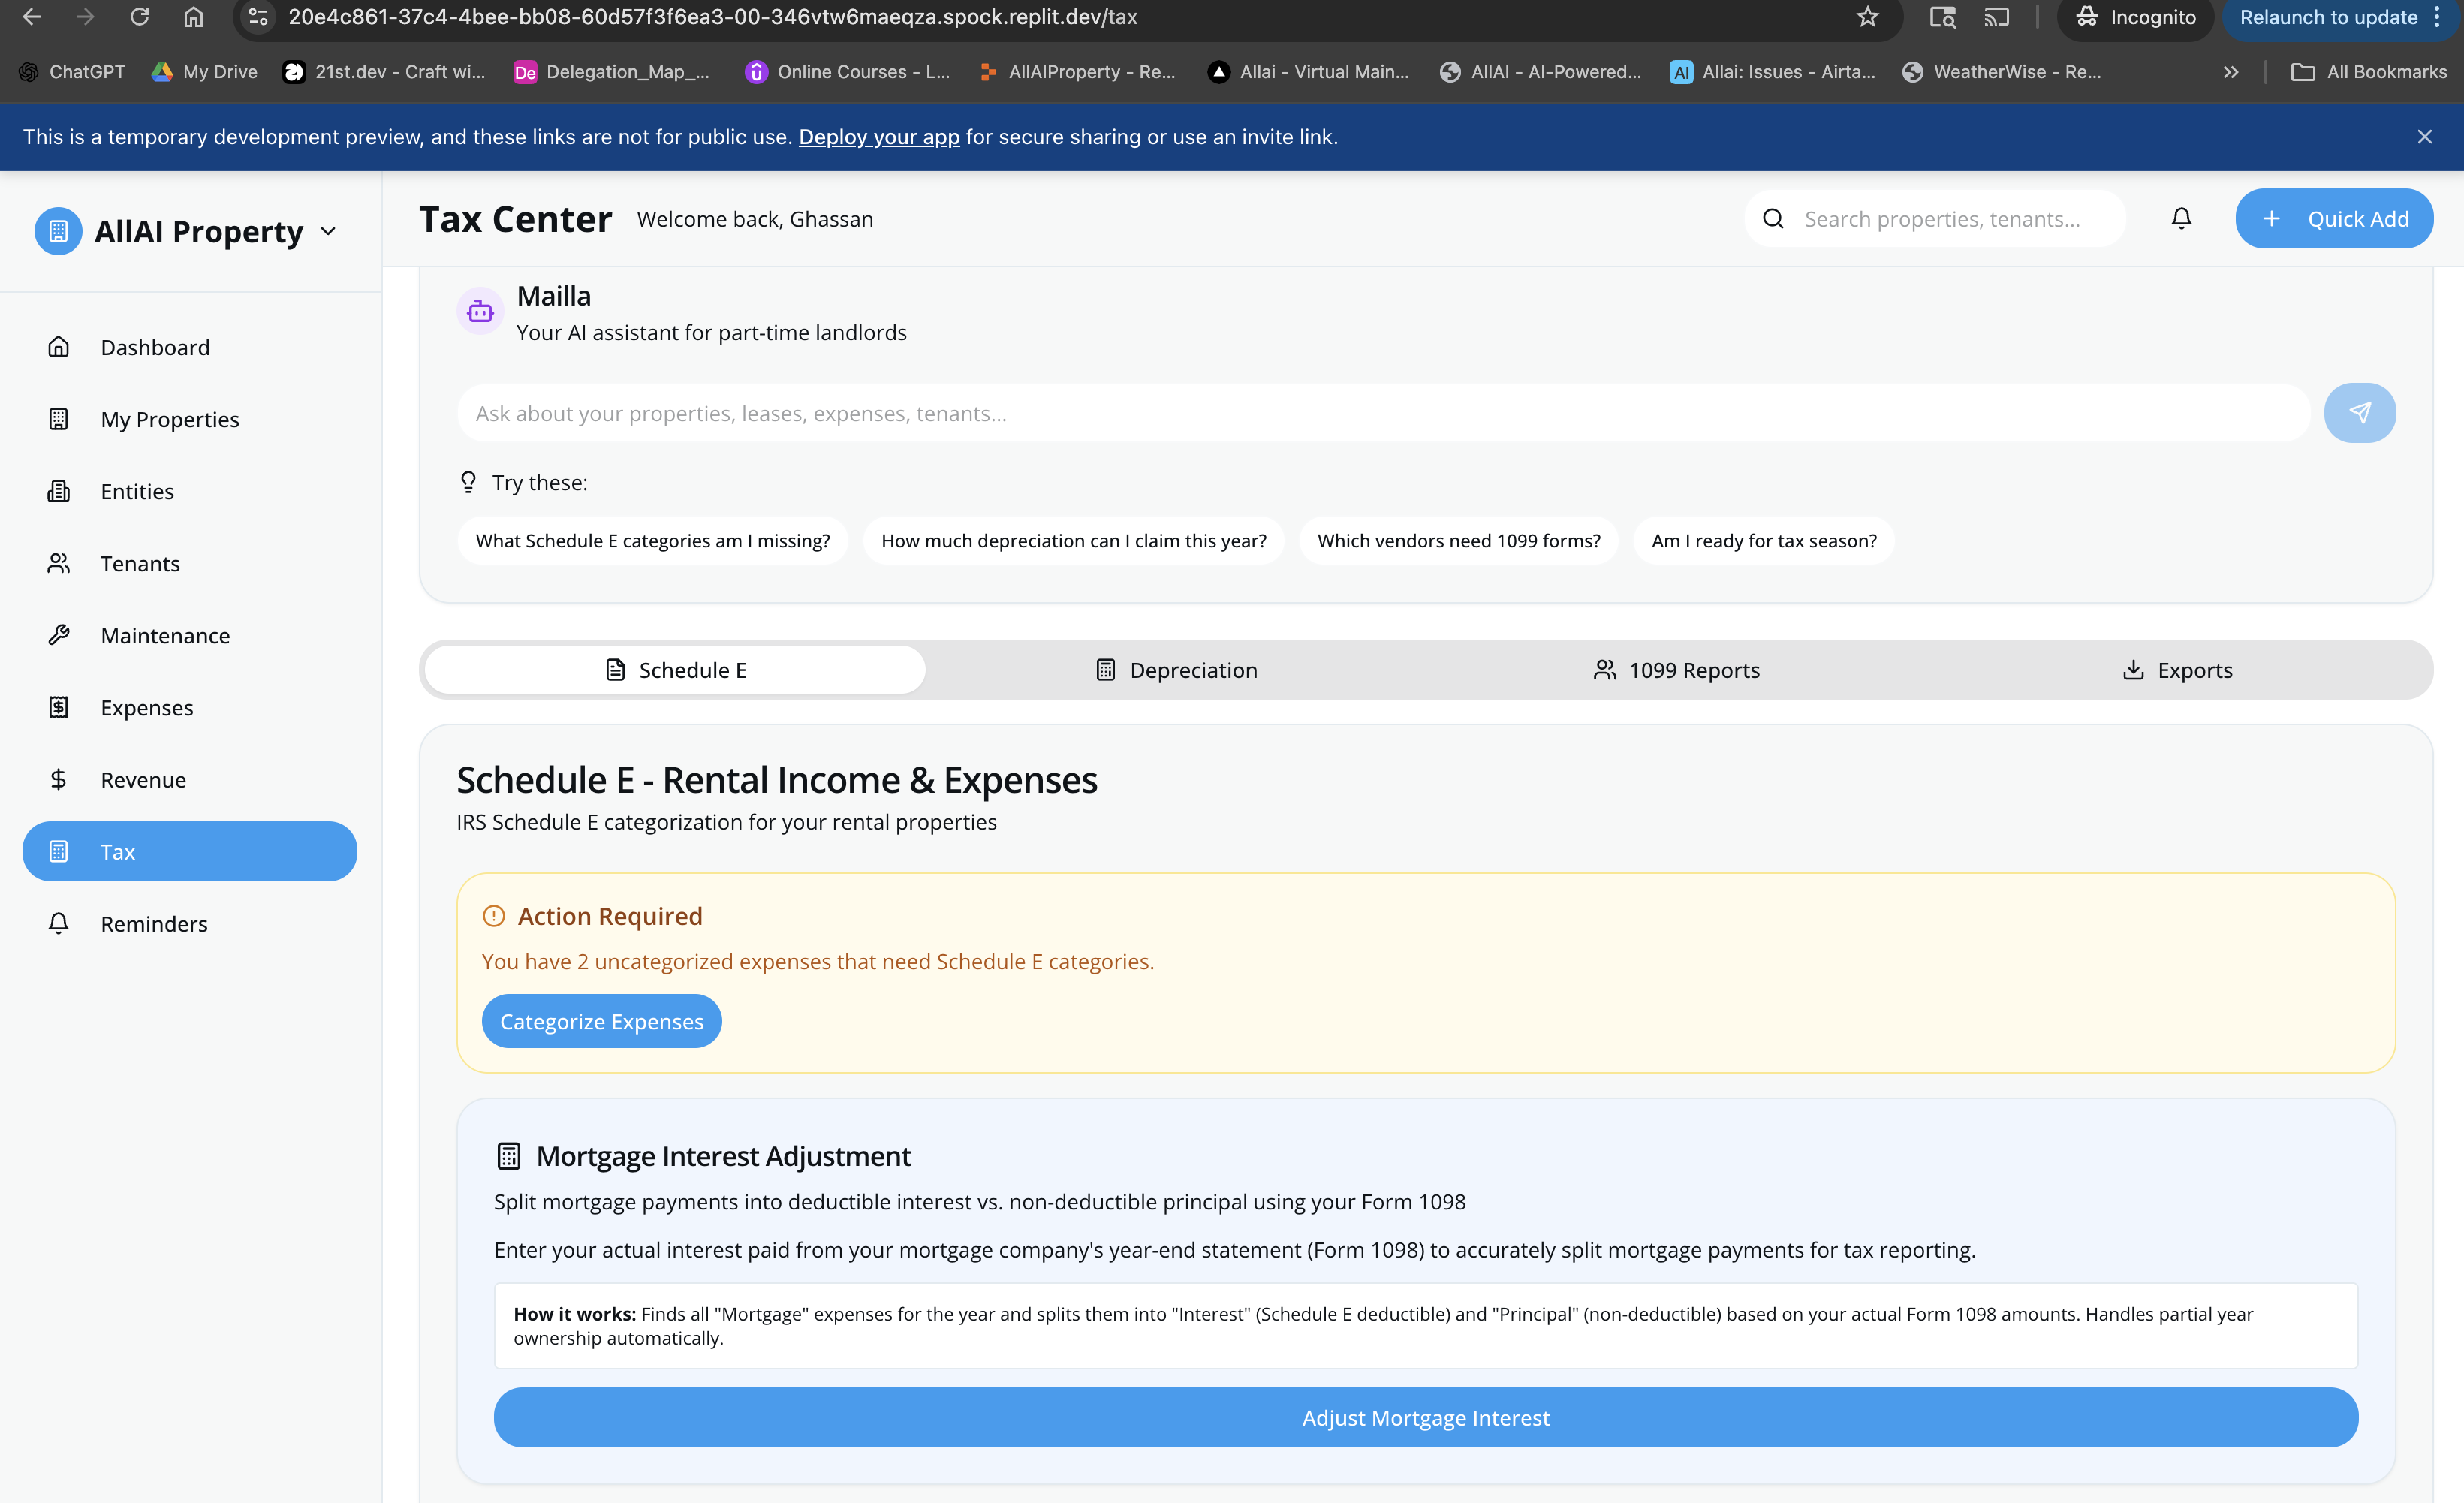 20e4c861-37c4-4bee-bb08-60d57f3f6ea3-00-346vtw6maeqza.spock.replit.dev/tax
Incognito
Relaunch to update
ChatGPT
My Drive
21st.dev - Craft wi...
De
Delegation_Map_...
Online Courses - L...
AllAIProperty - Re...
Allai - Virtual Main...
AllAI - AI-Powered...
AI
Allai: Issues - Airta...
WeatherWise - Re...
All Bookmarks
This is a temporary development preview, and these links are not for public use. Deploy your app for secure sharing or use an invite link.
AllAI Property
Tax Center
Welcome back, Ghassan
Search properties, tenants...
Quick Add
Dashboard
My Properties
Entities
Tenants
Maintenance
Expenses
Revenue
Tax
Reminders
Mailla
Your AI assistant for part-time landlords
Ask about your properties, leases, expenses, tenants...
Try these:
What Schedule E categories am I missing?
How much depreciation can I claim this year?
Which vendors need 1099 forms?
Am I ready for tax season?
Schedule E
Depreciation
1099 Reports
Exports
Schedule E - Rental Income & Expenses
IRS Schedule E categorization for your rental properties
Action Required
You have 2 uncategorized expenses that need Schedule E categories.
Categorize Expenses
Mortgage Interest Adjustment
Split mortgage payments into deductible interest vs. non-deductible principal using your Form 1098
Enter your actual interest paid from your mortgage company's year-end statement (Form 1098) to accurately split mortgage payments for tax reporting.
How it works: Finds all "Mortgage" expenses for the year and splits them into "Interest" (Schedule E deductible) and "Principal" (non-deductible) based on your actual Form 1098 amounts. Handles partial year
ownership automatically.
Adjust Mortgage Interest